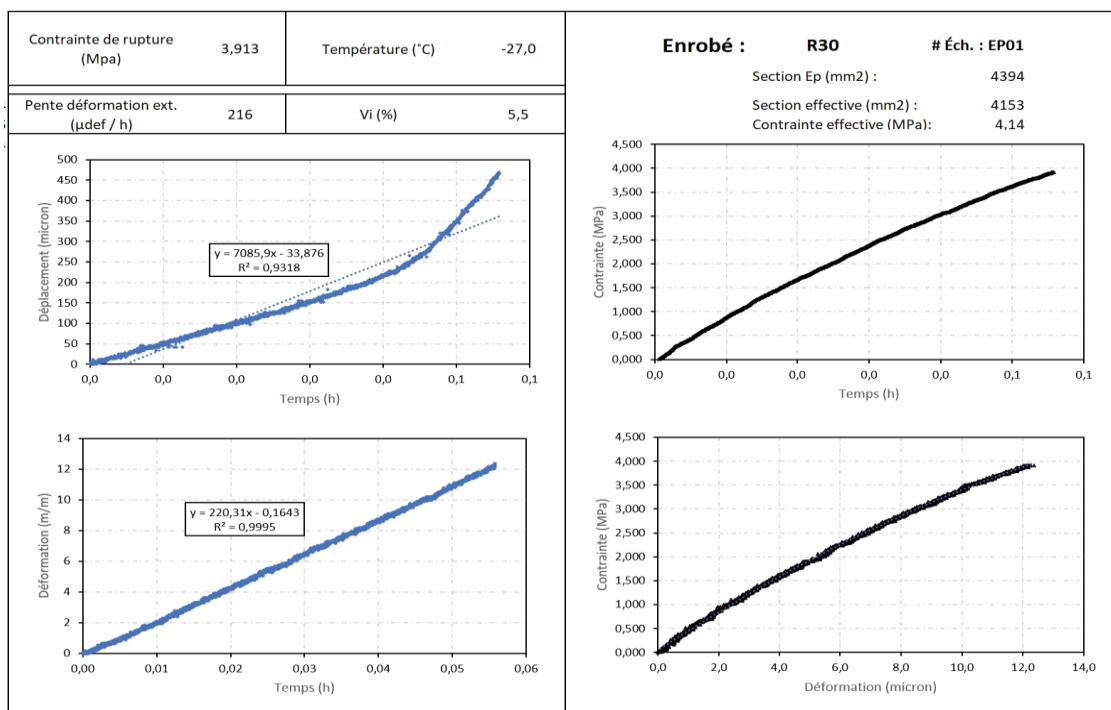 Contrainte de rupture
(Mpa)
3,913
Température (˚C)
-27,0
Pente déformation ext.
(µdef / h)
216
Vi (%)
5,5
Enrobé :
R30
# Éch. : EP01
Section Ep (mm2) :
4394
Section effective (mm2) :
4153
Contrainte effective (MPa):
4,14
500
450
400
350
300
250
200
150
100
50
0
Déplacement (micron)
y = 7085,9x - 33,876
R² = 0,9318
0,0 0,0 0,0 0,0 0,0 0,1 0,1
Temps (h)
4,500
4,000
3,500
3,000
2,500
2,000
1,500
1,000
0,500
0,000
Contrainte (MPa)
0,0 0,0 0,0 0,0 0,0 0,1 0,1
Temps (h)
14
12
10
8
6
4
2
0
Déformation (m/m)
y = 220,31x - 0,1643
R² = 0,9995
0,00 0,01 0,02 0,03 0,04 0,05 0,06
Temps (h)
4,500
4,000
3,500
3,000
2,500
2,000
1,500
1,000
0,500
0,000
Contrainte (MPa)
0,0 2,0 4,0 6,0 8,0 10,0 12,0 14,0
Déformation (micron)